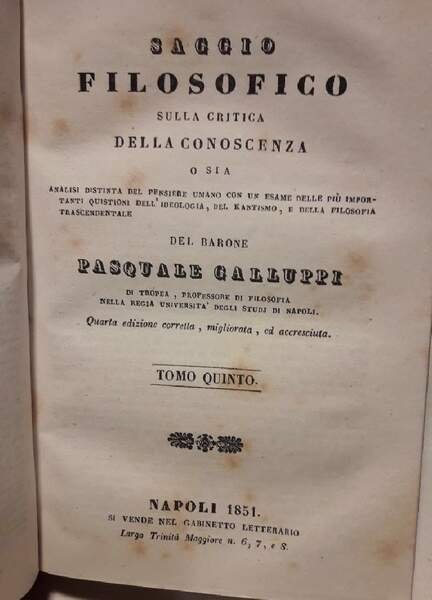 SAGGIO
FILOSOFICO
SULLA CRITICA
DELLA CONOSCENZA
O SIA
ANALISI DISTINTA DEL PENSIERE UMANO CON UN ESAME DELLE PIÙ IMPOR-
TANTI QUISTIONI DELL'IDEOLOGIA, DEL KANTISMO, E DELLA FILOSOFIA
TRASCENDENTALE
DEL BARONE
PASQUALE GALLUPPI
DI TROPEA, PROFESSORE DI FILOSOFIA
NELLA REGIA UNIVERSITA' DEGLI STUDI DI NAPOLI.
Quarta edizione corretta, migliorata, ed accresciuta.
TOMO QUINTO.
NAPOLI 1851.
SI VENDE NEL GABINETTO LETTERARIO
Largo Trinità Maggiore n. 6, 7, e 8.